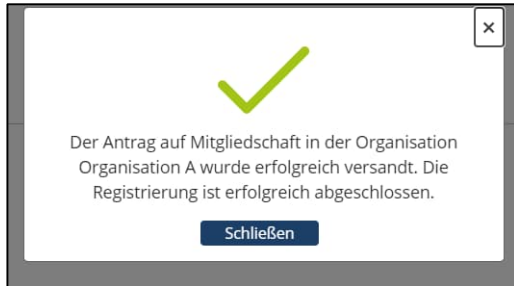 Der Antrag auf Mitgliedschaft in der Organisation
Organisation A wurde erfolgreich versandt. Die
Registrierung ist erfolgreich abgeschlossen.
Schließen